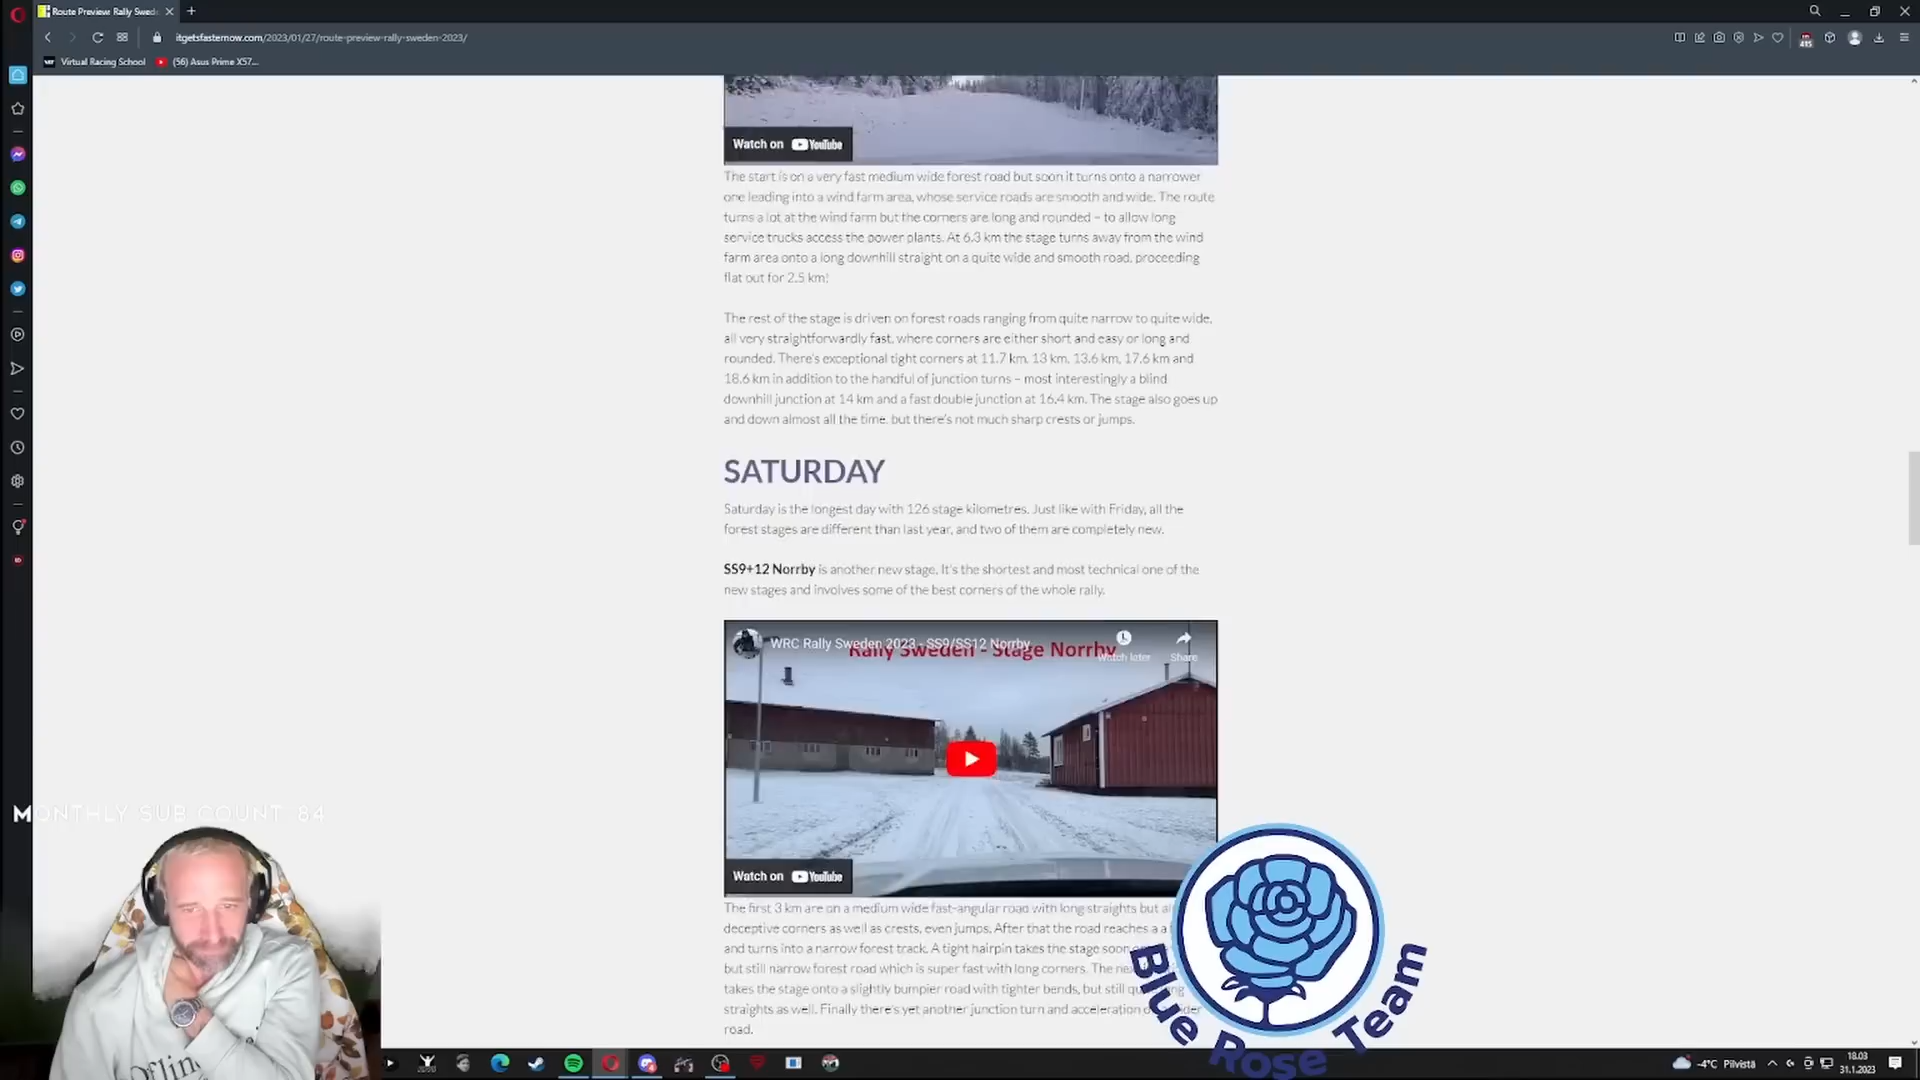 Route Preview: Rally Swed
itgetsfasternow.com/2023/01/27/route-preview-rally-sweden-2023/
415
Virtual Racing School
(56) Asus Prime X57...
Watch on YouTube
The start is on a very fast medium wide forest road but soon it turns onto a narrower
one leading into a wind farm area, whose service roads are smooth and wide. The route
turns a lot at the wind farm but the corners are long and rounded – to allow long
service trucks access the power plants. At 6.3 km the stage turns away from the wind
farm area onto a long downhill straight on a quite wide and smooth road, proceeding
flat out for 2.5 km!
The rest of the stage is driven on forest roads ranging from quite narrow to quite wide,
all very straightforwardly fast, where corners are either short and easy or long and
rounded. There's exceptional tight corners at 11.7 km, 13 km, 13.6 km, 17.6 km and
18.6 km in addition to the handful of junction turns – most interestingly a blind
downhill junction at 14 km and a fast double junction at 16.4 km. The stage also goes up
and down almost all the time, but there's not much sharp crests or jumps.
SATURDAY
Saturday is the longest day with 126 stage kilometres. Just like with Friday, all the
forest stages are different than last year, and two of them are completely new.
SS9+12 Norrby is another new stage. It's the shortest and most technical one of the
new stages and involves some of the best corners of the whole rally.
WRC Rally Sweden 2023 - SS9/SS12 Norrby
Rally Sweden - Stage Norrby
Watch later
Share
Watch on YouTube
The first 3 km are on a medium wide fast-angular road with long straights but al
deceptive corners as well as crests, even jumps. After that the road reaches a
and turns into a narrow forest track. A tight hairpin takes the stage soon
but still narrow forest road which is super fast with long corners. The
takes the stage onto a slightly bumpier road with tighter bends, but still
straights as well. Finally there's yet another junction turn and acceleration
road.
MONTHLY SUB COUNT: 84
Offlin
Blue Rose Team
-4°C Pilvistä
18.03
31.1.2023